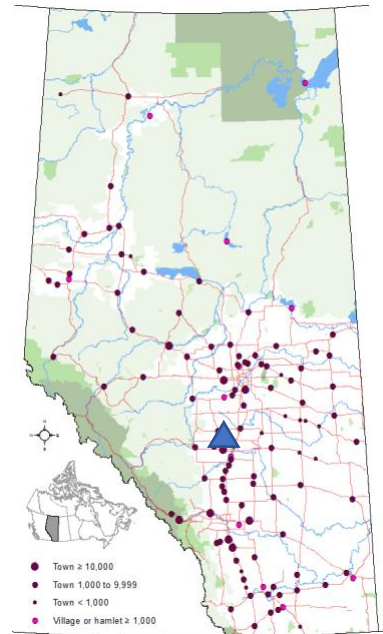 Town ≥ 10,000
Town 1,000 to 9,999
Town < 1,000
Village or hamlet ≥ 1,000